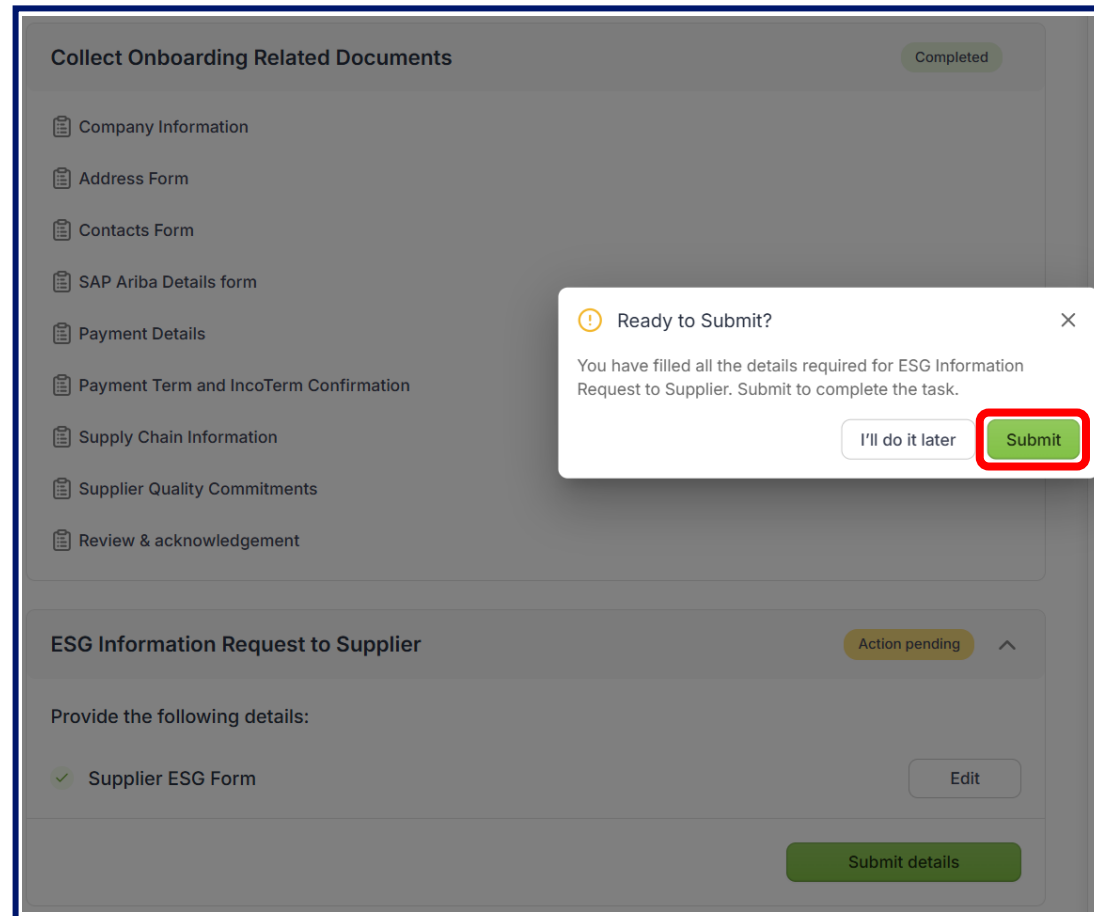 Collect Onboarding Related Documents
Completed
Company Information
Address Form
Contacts Form
SAP Ariba Details form
Payment Details
Payment Term and IncoTerm Confirmation
Supply Chain Information
Supplier Quality Commitments
Review & acknowledgement
Ready to Submit?
You have filled all the details required for ESG Information
Request to Supplier. Submit to complete the task.
I'll do it later
Submit
ESG Information Request to Supplier
Action pending
Provide the following details:
Supplier ESG Form
Edit
Submit details